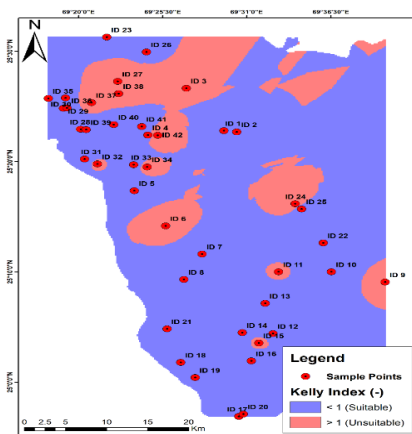 69°20'0" 69°25'30" 69°31'0" 69°36'30"
N
ID 23
ID 26
ID 27
ID 3
ID 38
ID 35
ID 37
ID 29
ID 40
ID 41
ID 28
ID 39
ID 4
ID 42
ID 1
ID 2
ID 31
ID 32
ID 33
ID 34
ID 5
ID 24
ID 25
ID 6
ID 22
ID 7
ID 8
ID 11
ID 10
ID 9
ID 13
ID 21
ID 14
ID 12
ID 15
ID 18
ID 16
ID 19
ID 17
ID 20
Legend
Sample Points
Kelly Index (-)
< 1 (Suitable)
> 1 (Unsuitable)
0 2.5 5 10 15 20
Km